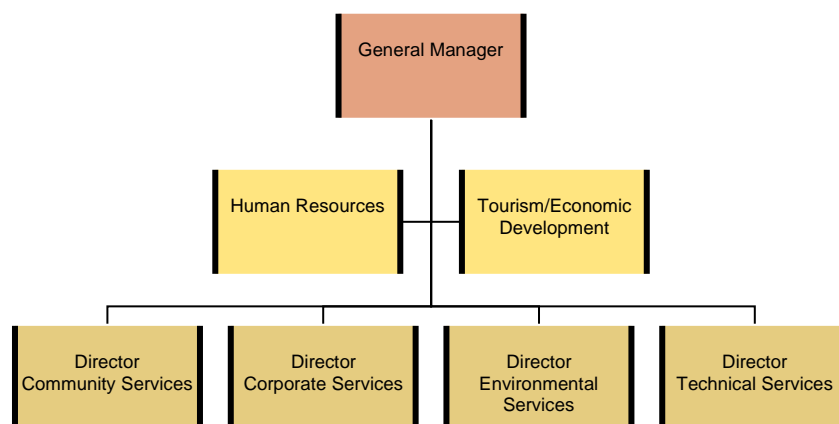 General Manager
Human Resources
Tourism/Economic
Development
Director
Community Services
Director
Corporate Services
Director
Environmental
Services
Director
Technical Services